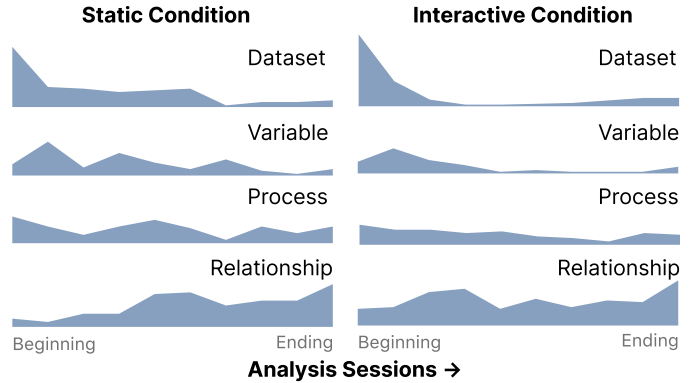 Static Condition
Interactive Condition
Dataset
Dataset
Variable
Variable
Process
Process
Relationship
Relationship
Beginning
Ending
Beginning
Ending
Analysis Sessions →